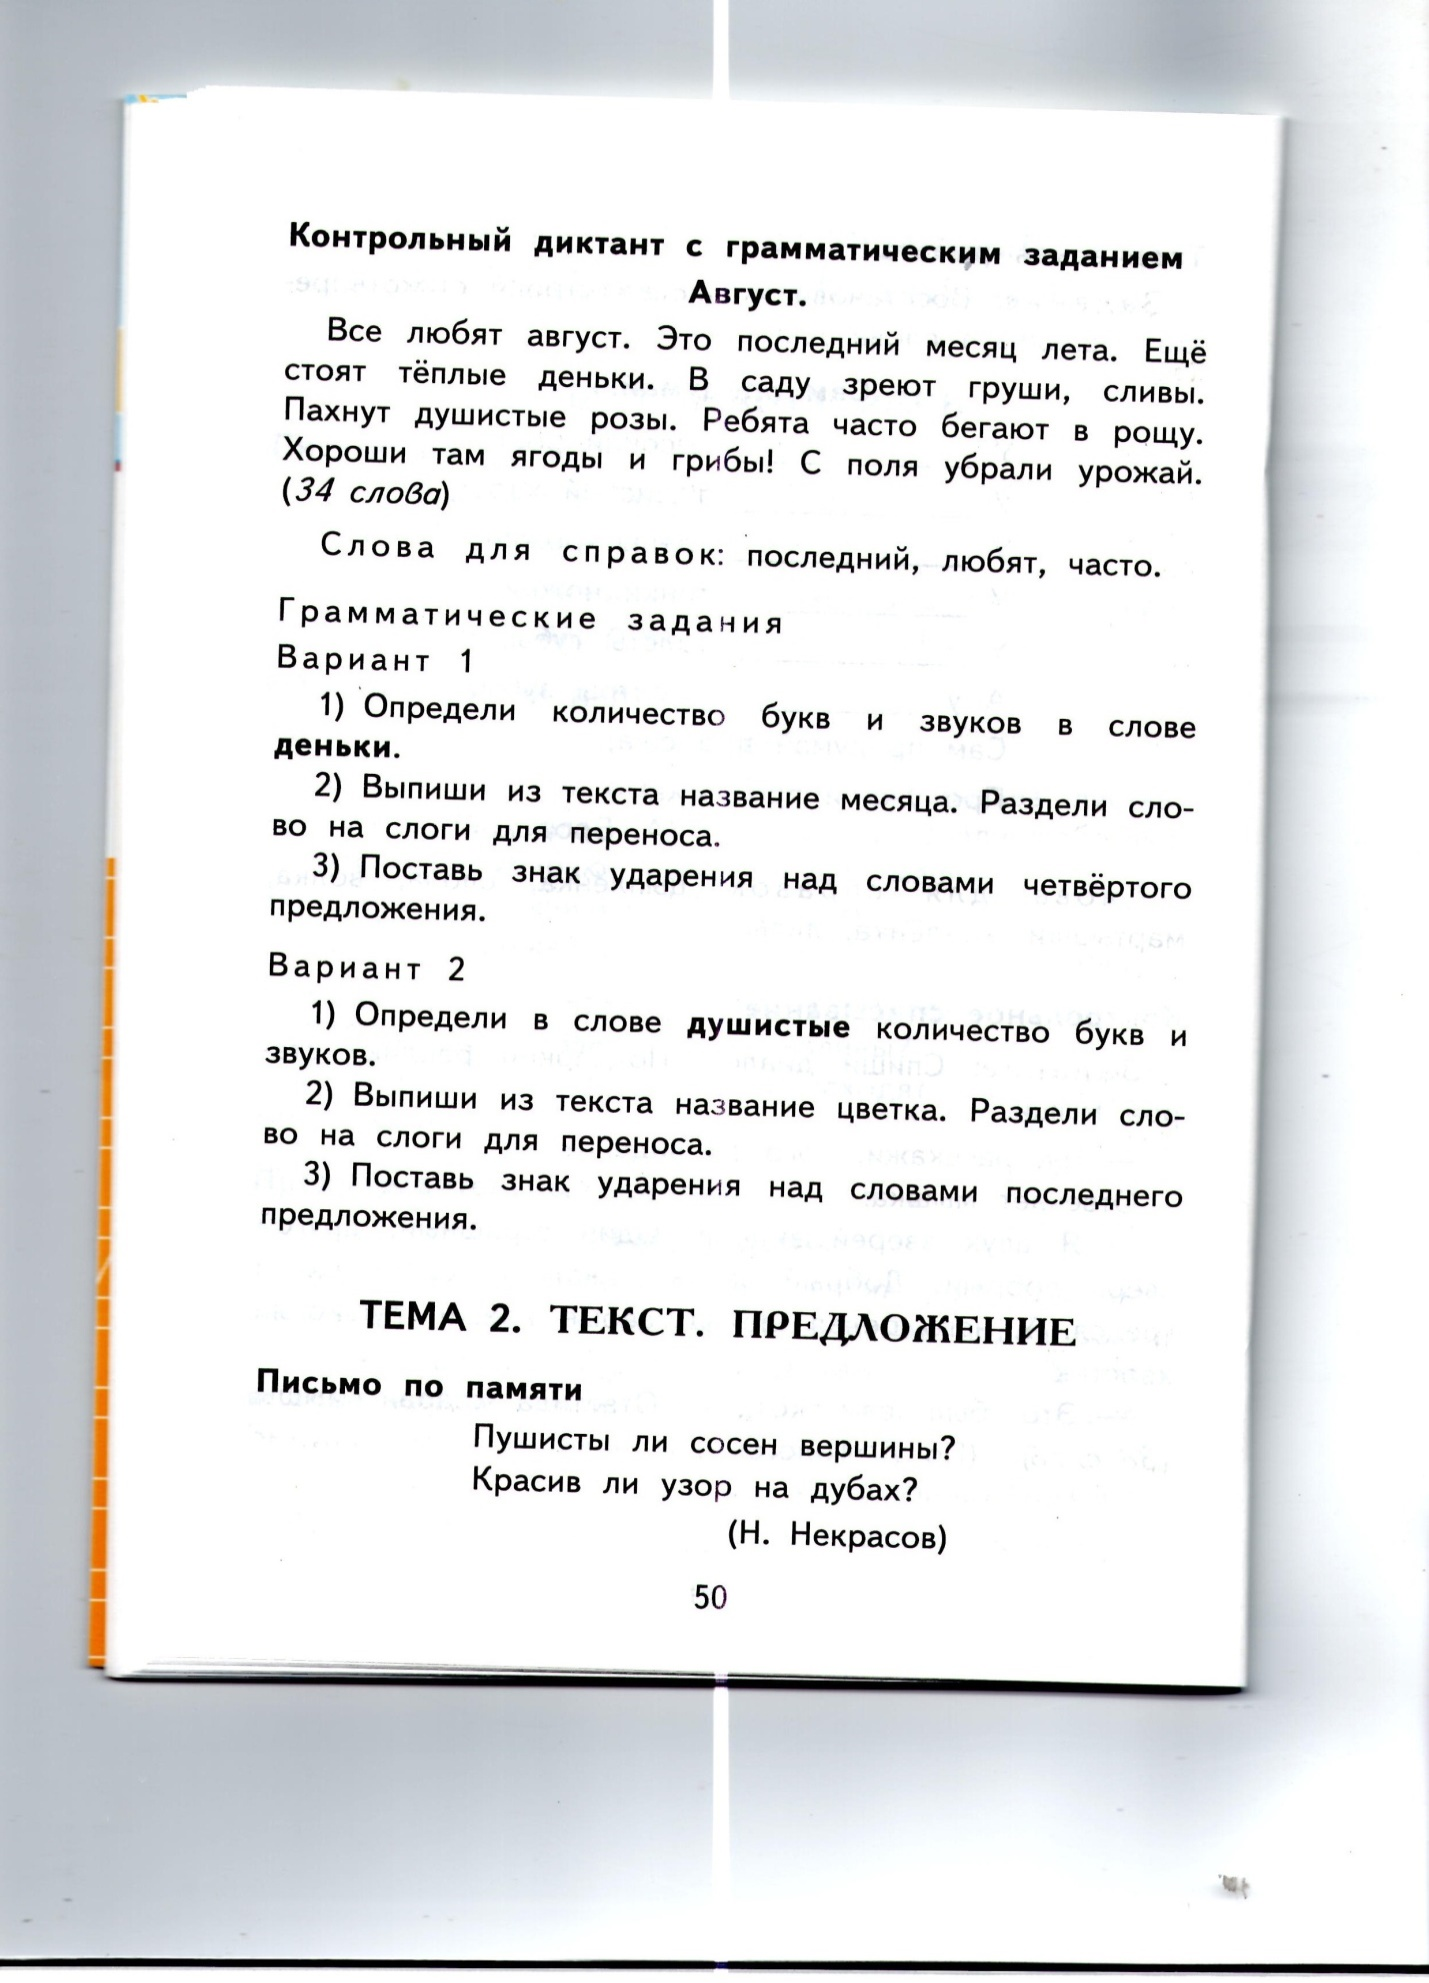 Контрольный диктант с грамматическим заданием
Август.
Все любят август. Это последний месяц лета. Ещё
стоят тёплые деньки. В саду зреют груши, сливы.
Пахнут душистые розы. Ребята часто бегают в рощу.
Хороши там ягоды и грибы! С поля убрали урожай.
(34 слова)
Слова для справок: последний, любят, часто.
Грамматические задания
Вариант 1
1) Определи количество букв и звуков в слове
деньки.
2) Выпиши из текста название месяца. Раздели сло-
во на слоги для переноса.
3) Поставь знак ударения над словами четвёртого
предложения.
Вариант 2
1) Определи в слове душистые количество букв и
звуков.
2) Выпиши из текста название цветка. Раздели сло-
во на слоги для переноса.
3) Поставь знак ударения над словами последнего
предложения.
ТЕМА 2. ТЕКСТ. ПРЕДЛОЖЕНИЕ
Письмо по памяти
Пушисты ли сосен вершины?
Красив ли узор на дубах?
(Н. Некрасов)
50